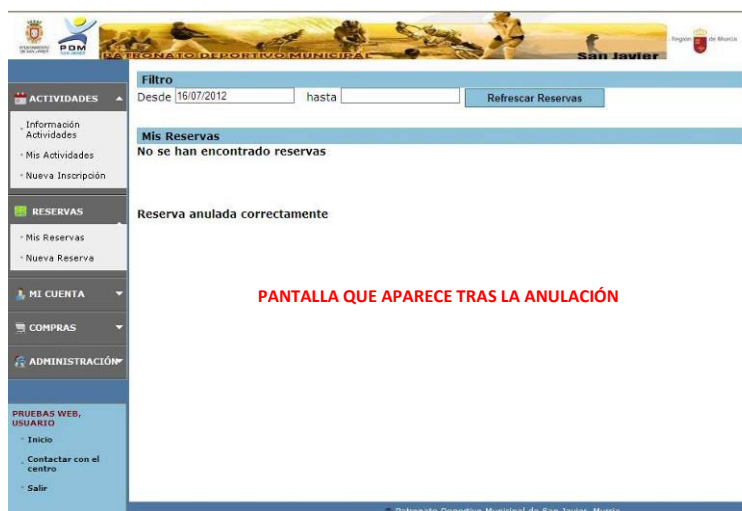 PDM
SAN JAVIER
PATRONATO DEPORTIVO MUNICIPAL
San Javier
Región de Murcia
Filtro
Desde 16/07/2012 hasta
Refrescar Reservas
ACTIVIDADES
Información
Actividades
Mis Actividades
Nueva Inscripción
Mis Reservas
No se han encontrado reservas
RESERVAS
Reserva anulada correctamente
Mis Reservas
Nueva Reserva
MI CUENTA
PANTALLA QUE APARECE TRAS LA ANULACIÓN
COMPRAS
ADMINISTRACIÓN
PRUEBAS WEB,
USUARIO
Inicio
Contactar con el
centro
Salir
Patronato Deportivo Municipal de San Javier, Murcia